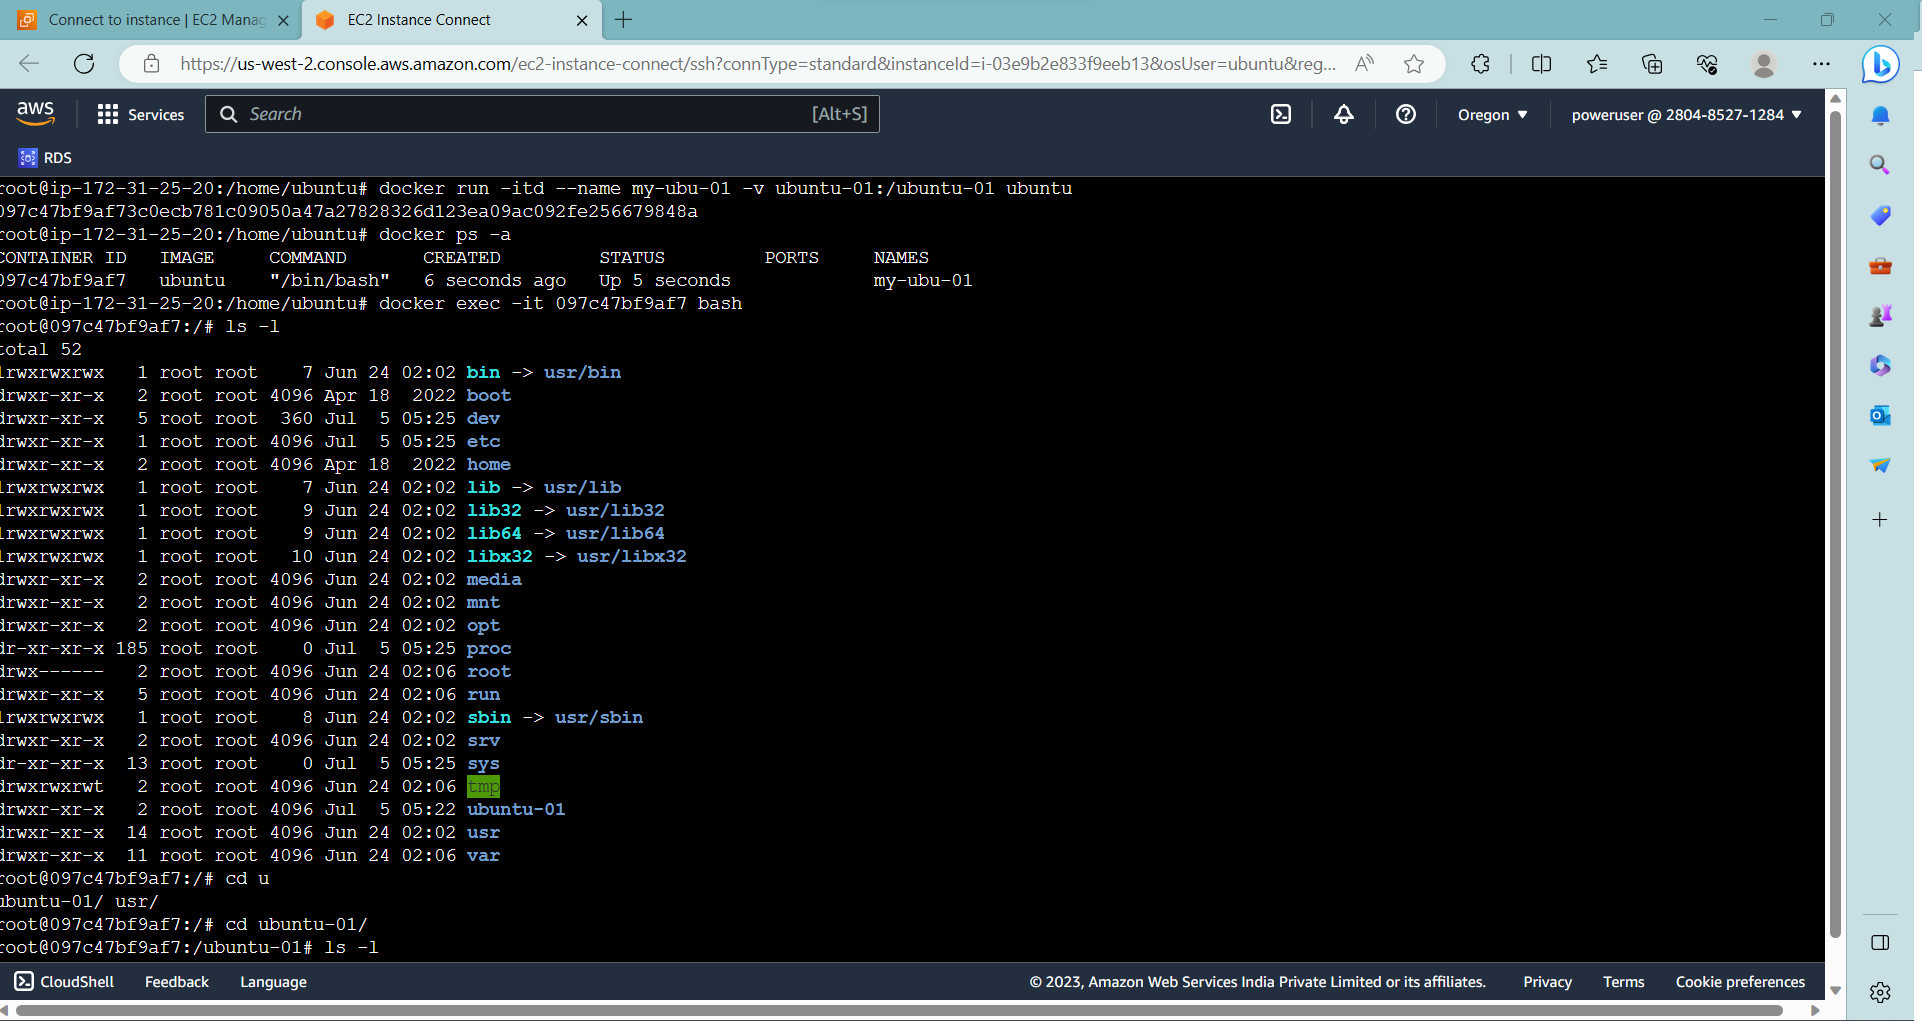 Connect to instance | EC2 Manag
EC2 Instance Connect
https://us-west-2.console.aws.amazon.com/ec2-instance-connect/ssh?connType=standard&instanceId=i-03e9b2e833f9eeb13&osUser=ubuntu&reg...
aws
Services
Search
[Alt+S]
Oregon
poweruser @ 2804-8527-1284
RDS
root@ip-172-31-25-20:/home/ubuntu# docker run -itd --name my-ubu-01 -v ubuntu-01:/ubuntu-01 ubuntu
097c47bf9af73c0ecb781c09050a47a27828326d123ea09ac092fe256679848a
root@ip-172-31-25-20:/home/ubuntu# docker ps -a
CONTAINER ID   IMAGE     COMMAND       CREATED         STATUS         PORTS     NAMES
097c47bf9af7   ubuntu    "/bin/bash"   6 seconds ago   Up 5 seconds             my-ubu-01
root@ip-172-31-25-20:/home/ubuntu# docker exec -it 097c47bf9af7 bash
root@097c47bf9af7:/# ls -l
total 52
lrwxrwxrwx   1 root root    7 Jun 24 02:02 bin -> usr/bin
drwxr-xr-x   2 root root 4096 Apr 18  2022 boot
drwxr-xr-x   5 root root  360 Jul  5 05:25 dev
drwxr-xr-x   1 root root 4096 Jul  5 05:25 etc
drwxr-xr-x   2 root root 4096 Apr 18  2022 home
lrwxrwxrwx   1 root root    7 Jun 24 02:02 lib -> usr/lib
lrwxrwxrwx   1 root root    9 Jun 24 02:02 lib32 -> usr/lib32
lrwxrwxrwx   1 root root    9 Jun 24 02:02 lib64 -> usr/lib64
lrwxrwxrwx   1 root root   10 Jun 24 02:02 libx32 -> usr/libx32
drwxr-xr-x   2 root root 4096 Jun 24 02:02 media
drwxr-xr-x   2 root root 4096 Jun 24 02:02 mnt
drwxr-xr-x   2 root root 4096 Jun 24 02:02 opt
dr-xr-xr-x 185 root root    0 Jul  5 05:25 proc
drwx------   2 root root 4096 Jun 24 02:06 root
drwxr-xr-x   5 root root 4096 Jun 24 02:06 run
lrwxrwxrwx   1 root root    8 Jun 24 02:02 sbin -> usr/sbin
drwxr-xr-x   2 root root 4096 Jun 24 02:02 srv
dr-xr-xr-x  13 root root    0 Jul  5 05:25 sys
drwxrwxrwt   2 root root 4096 Jun 24 02:06 tmp
drwxr-xr-x   2 root root 4096 Jul  5 05:22 ubuntu-01
drwxr-xr-x  14 root root 4096 Jun 24 02:02 usr
drwxr-xr-x  11 root root 4096 Jun 24 02:06 var
root@097c47bf9af7:/# cd u
ubuntu-01/ usr/
root@097c47bf9af7:/# cd ubuntu-01/
root@097c47bf9af7:/ubuntu-01# ls -l
CloudShell
Feedback
Language
© 2023, Amazon Web Services India Private Limited or its affiliates.
Privacy
Terms
Cookie preferences